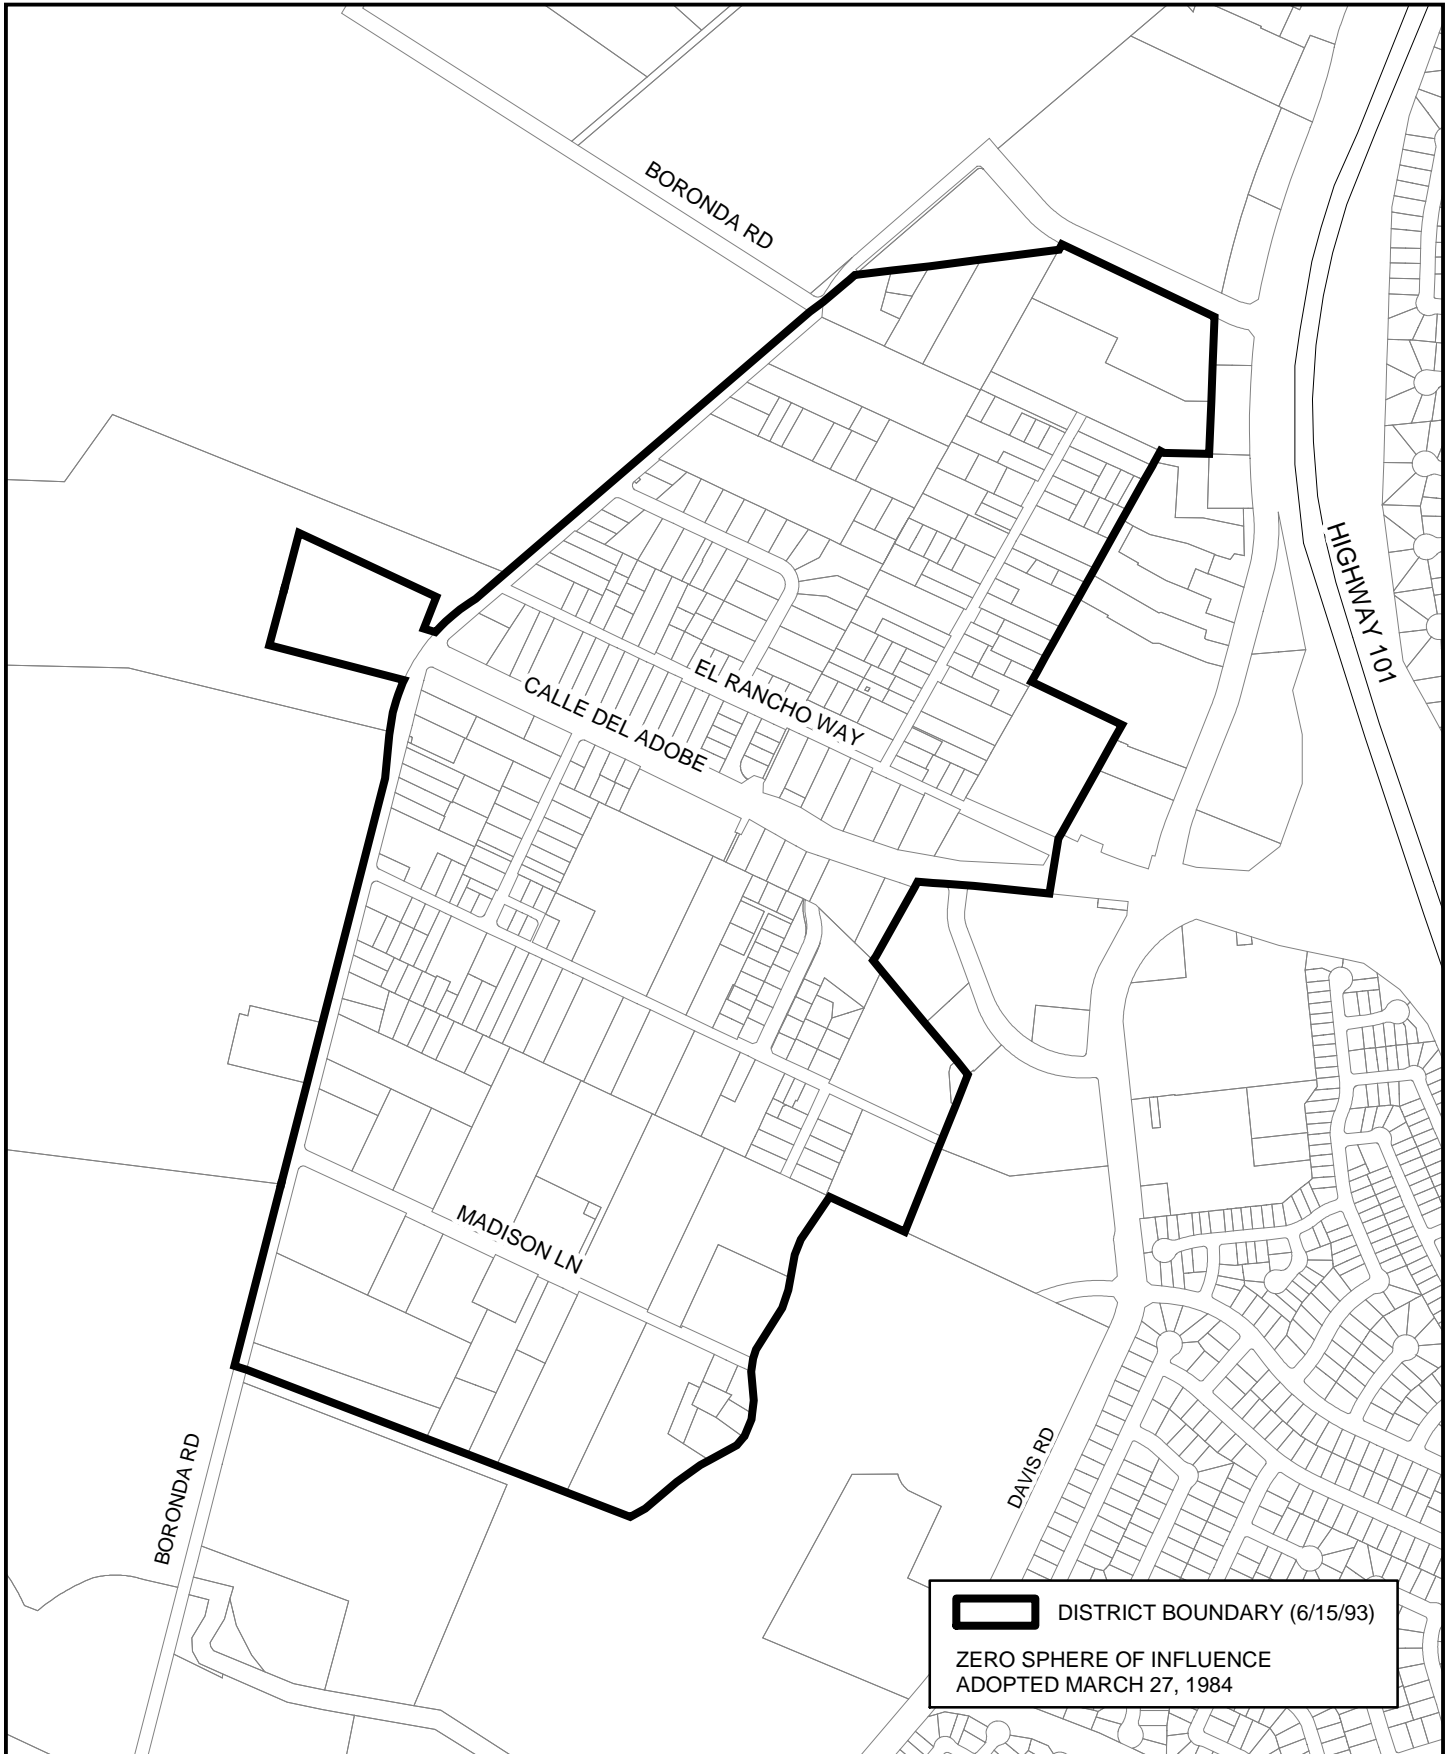 BORONDA RD
HIGHWAY 101
EL RANCHO WAY
CALLE DEL ADOBE
MADISON LN
BORONDA RD
DAVIS RD
DISTRICT BOUNDARY (6/15/93)
ZERO SPHERE OF INFLUENCE
ADOPTED MARCH 27, 1984